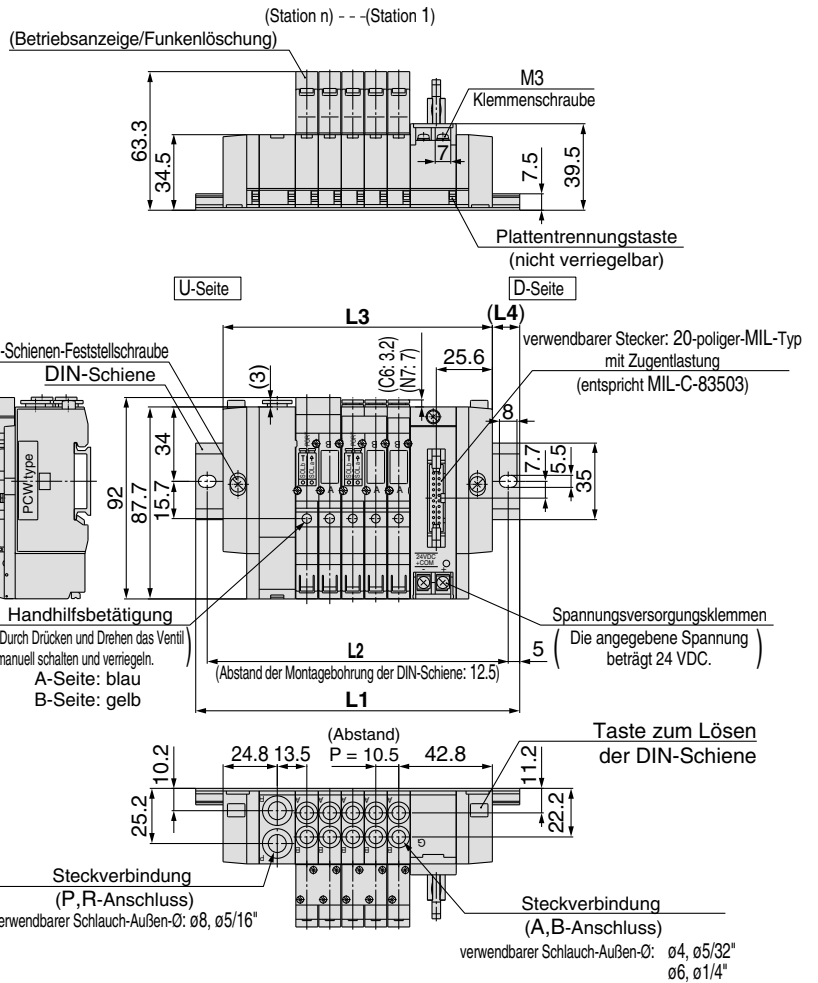 (Station n) - - -(Station 1)
(Betriebsanzeige/Funkenlöschung)
M3
Klemmenschraube
63.3
34.5
7
7.5
39.5
Plattentrennungstaste
(nicht verriegelbar)
U-Seite
D-Seite
L3
(L4)
-Schienen-Feststellschraube
DIN-Schiene
(3)
(C6: 3.2)
(N7: 7)
25.6
verwendbarer Stecker: 20-poliger-MIL-Typ
mit Zugentlastung
(entspricht MIL-C-83503)
8
PCW.type
92
87.7
34
15.7
7.7
5.5
35
24VDC
+COM
- +
Handhilfsbetätigung
Durch Drücken und Drehen das Ventil
manuell schalten und verriegeln.)
A-Seite: blau
B-Seite: gelb
Spannungsversorgungsklemmen
(Die angegebene Spannung
beträgt 24 VDC.)
L2
5
(Abstand der Montagebohrung der DIN-Schiene: 12.5)
L1
(Abstand)
24.8
13.5
P = 10.5
42.8
Taste zum Lösen
der DIN-Schiene
10.2
25.2
11.2
22.2
Steckverbindung
(P,R-Anschluss)
erwendbarer Schlauch-Außen-Ø: ø8, ø5/16"
Steckverbindung
(A,B-Anschluss)
verwendbarer Schlauch-Außen-Ø: ø4, ø5/32"
ø6, ø1/4"